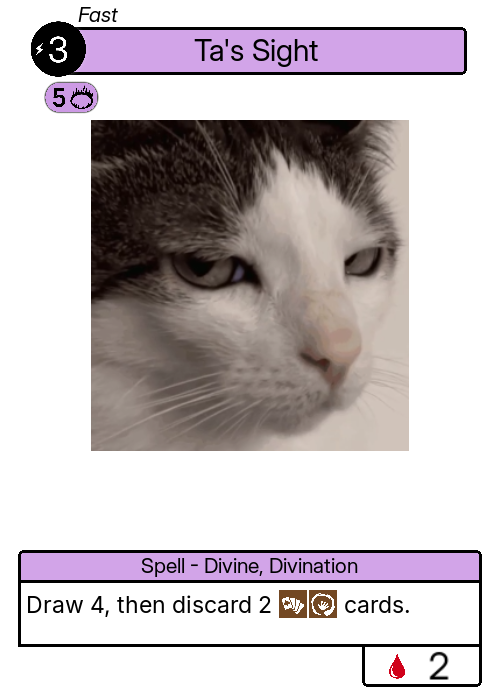 Fast
3
Ta's Sight
5
Spell - Divine, Divination
Draw 4, then discard 2 cards.
2